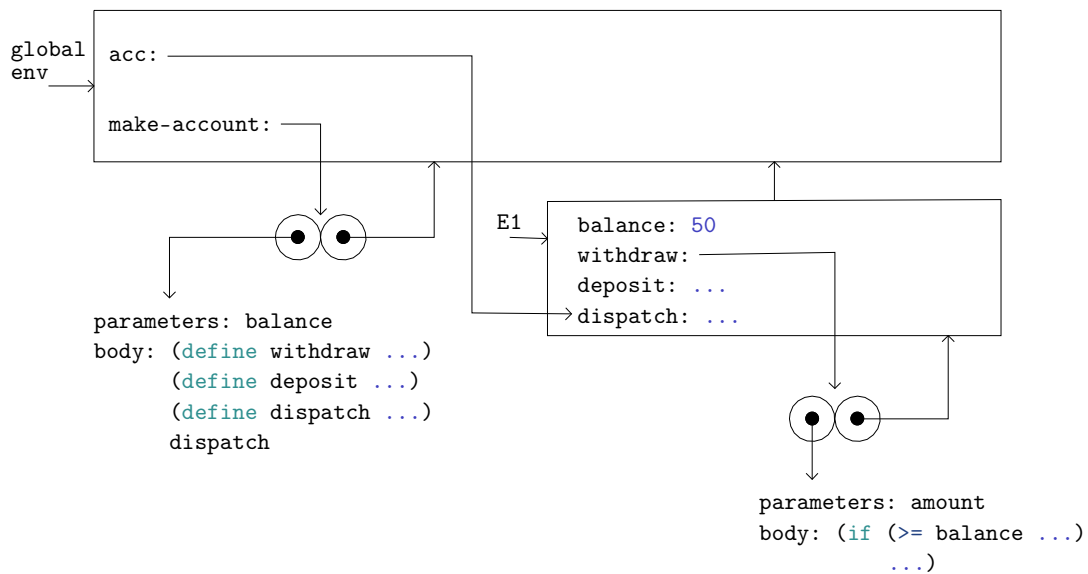 global
env
acc:
make-account:
E1
balance: 50
withdraw:
deposit: ...
dispatch: ...
parameters: balance
body: (define withdraw ...)
(define deposit ...)
(define dispatch ...)
dispatch
parameters: amount
body: (if (>= balance ...)
...)